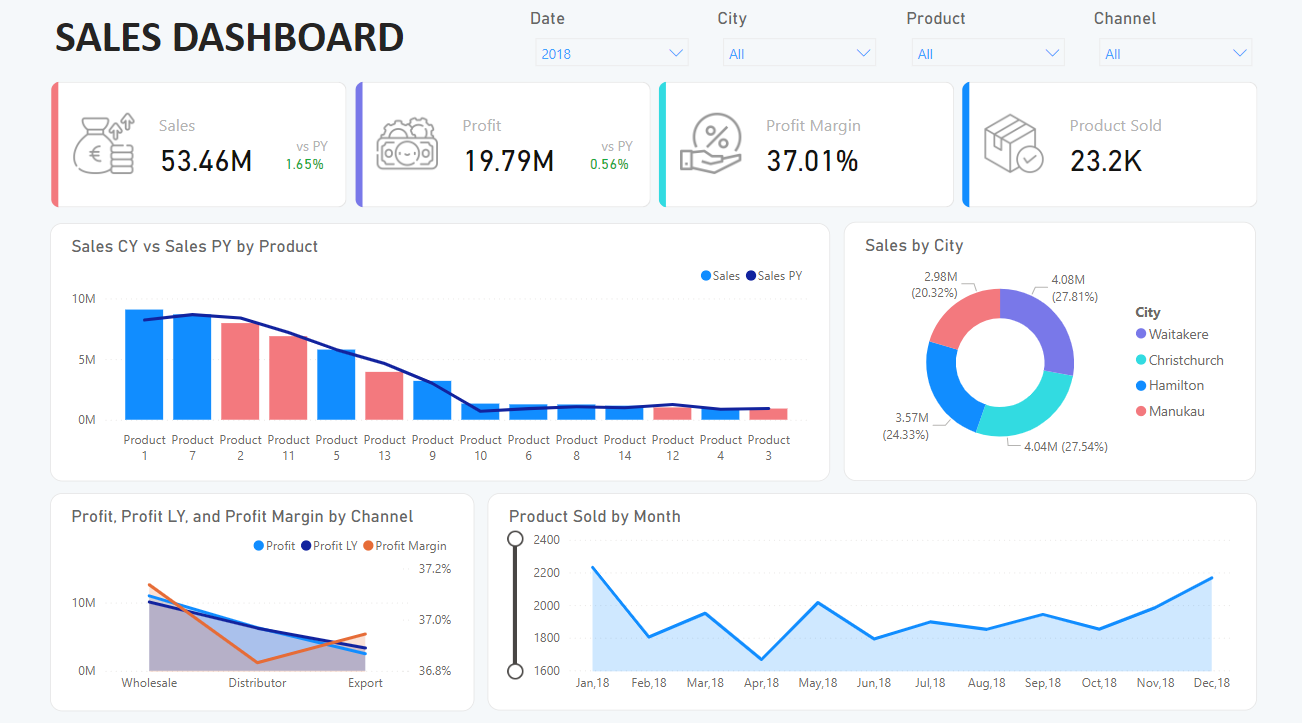 SALES DASHBOARD
Date
City
Product
Channel
2018
All
All
All
Sales
53.46M
vs PY
1.65%
Profit
19.79M
vs PY
0.56%
Profit Margin
37.01%
Product Sold
23.2K
Sales CY vs Sales PY by Product
Sales Sales PY
10M
5M
0M
Product Product Product Product Product Product Product Product Product Product Product Product Product Product
1 7 2 11 5 13 9 10 6 8 14 12 4 3
Sales by City
2.98M
(20.32%)
4.08M
(27.81%)
3.57M
(24.33%)
4.04M (27.54%)
City
Waitakere
Christchurch
Hamilton
Manukau
Profit, Profit LY, and Profit Margin by Channel
Profit Profit LY Profit Margin
10M
0M
37.2%
37.0%
36.8%
Wholesale Distributor Export
Product Sold by Month
2400
2200
2000
1800
1600
Jan,18 Feb,18 Mar,18 Apr,18 May,18 Jun,18 Jul,18 Aug,18 Sep,18 Oct,18 Nov,18 Dec,18